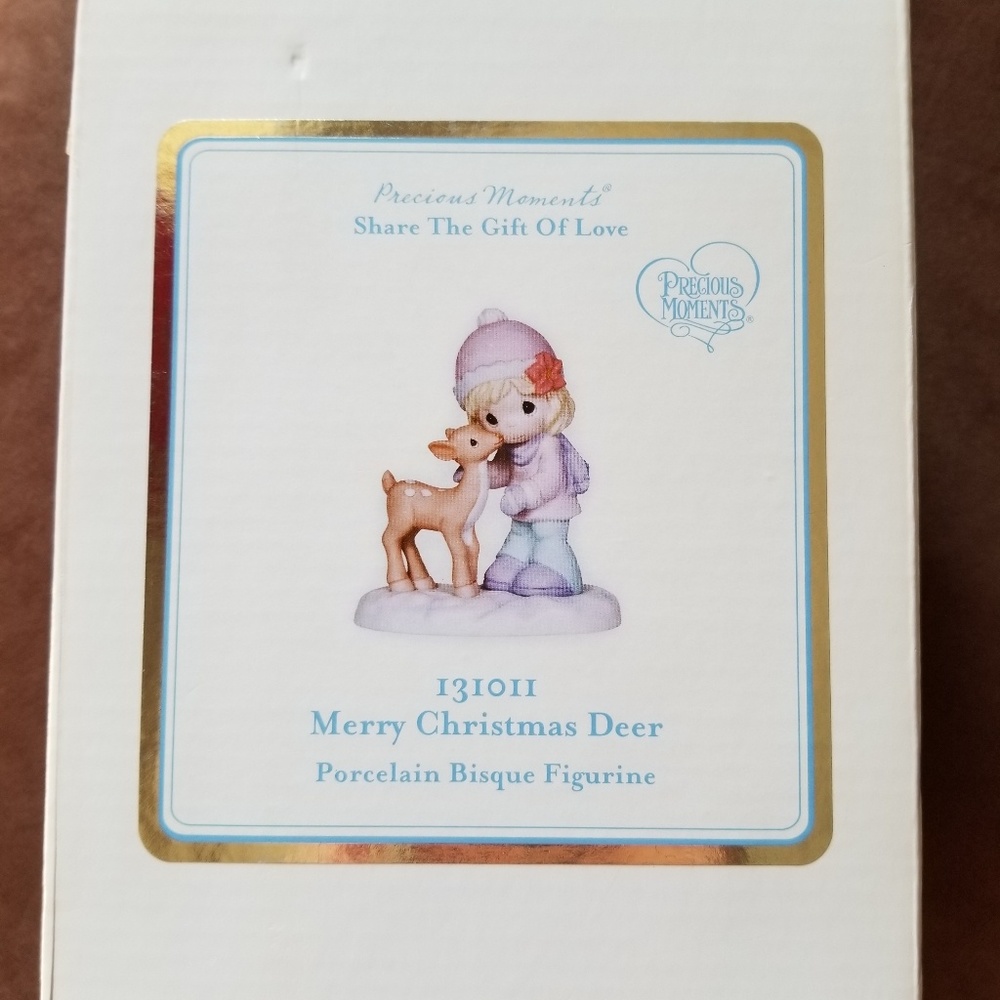 Precious Moments®
Share The Gift Of Love
PRECIOUS
MOMENTS®
131011
Merry Christmas Deer
Porcelain Bisque Figurine